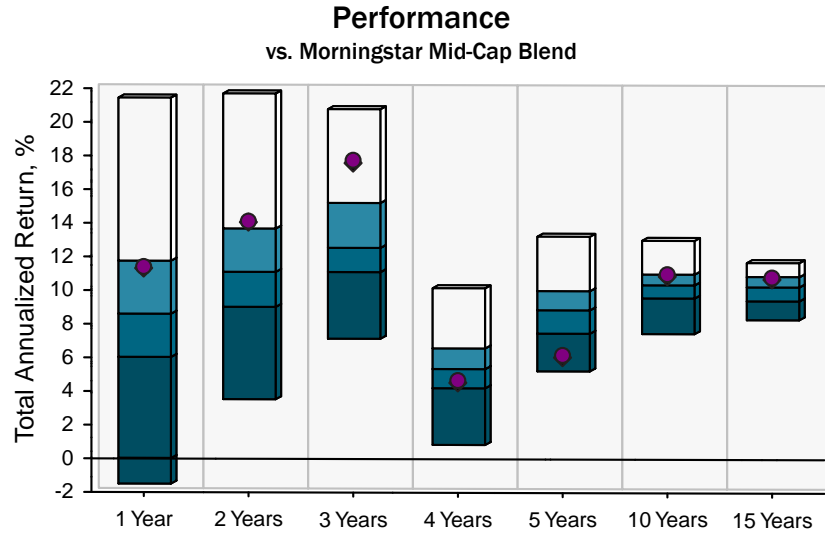 Performance
vs. Morningstar Mid-Cap Blend
Total Annualized Return, %
22
20
18
16
14
12
10
8
6
4
2
0
-2
1 Year
2 Years
3 Years
4 Years
5 Years
10 Years
15 Years